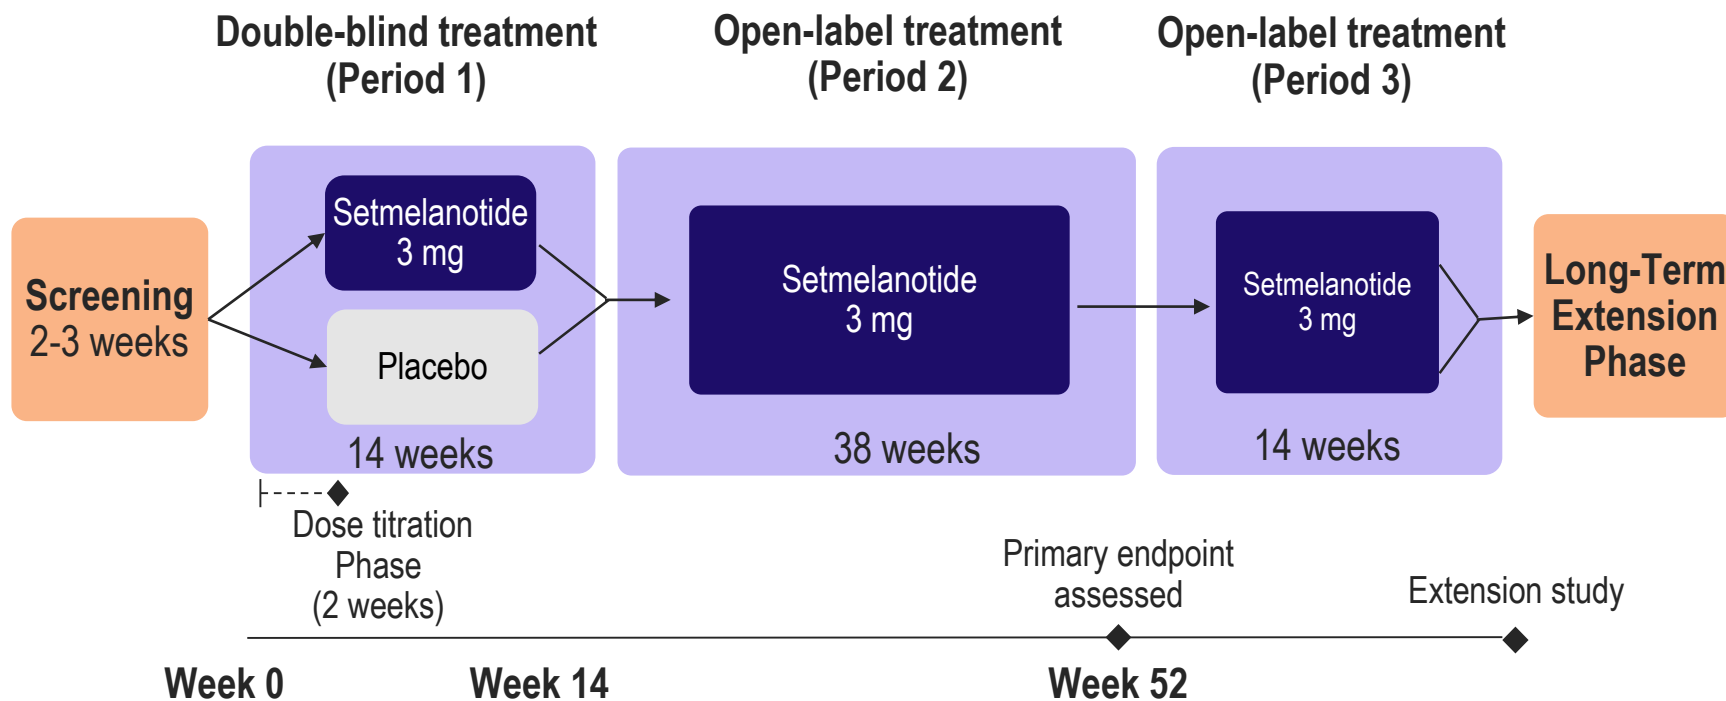 Double-blind treatment
(Period 1)
Open-label treatment
(Period 2)
Open-label treatment
(Period 3)
Screening
2-3 weeks
Setmelanotide
3 mg
Placebo
14 weeks
Setmelanotide
3 mg
38 weeks
Setmelanotide
3 mg
14 weeks
Long-Term
Extension
Phase
Dose titration
Phase
(2 weeks)
Primary endpoint
assessed
Extension study
Week 0
Week 14
Week 52